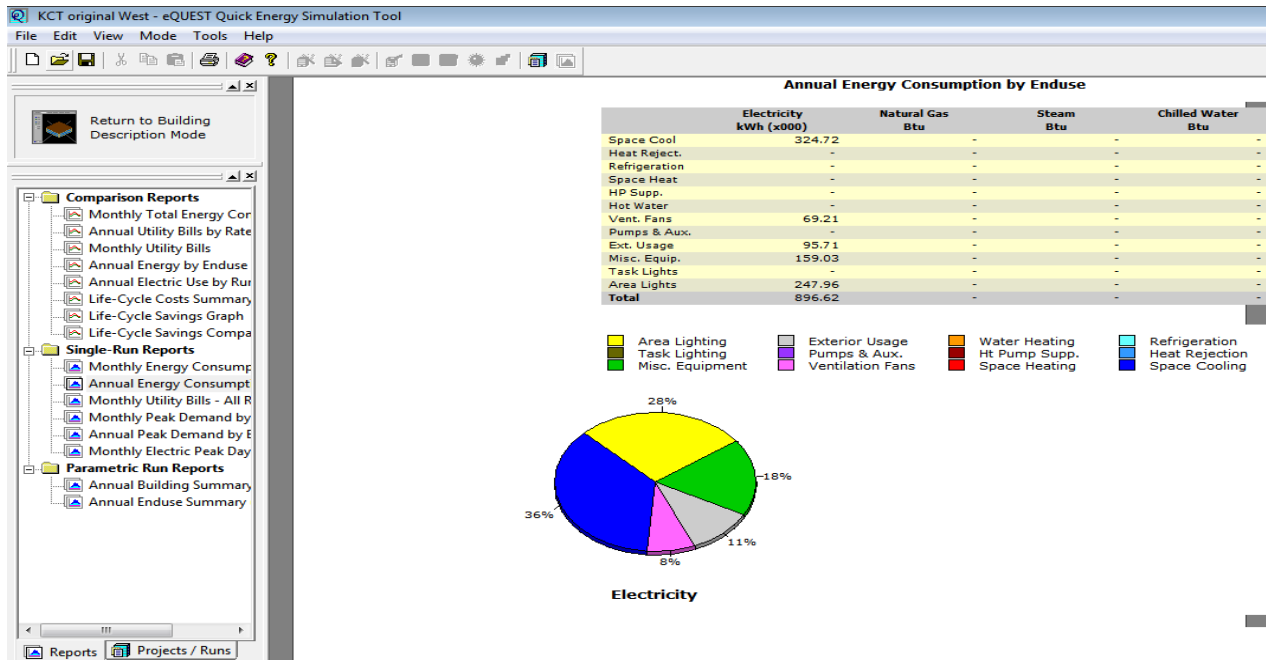 KCT original West - eQUEST Quick Energy Simulation Tool
File Edit View Mode Tools Help
Return to Building
Description Mode
Comparison Reports
Monthly Total Energy Cor
Annual Utility Bills by Rate
Monthly Utility Bills
Annual Energy by Enduse
Annual Electric Use by Rur
Life-Cycle Costs Summary
Life-Cycle Savings Graph
Life-Cycle Savings Compa
Single-Run Reports
Monthly Energy Consump
Annual Energy Consumpt
Monthly Utility Bills - All R
Monthly Peak Demand by
Annual Peak Demand by E
Monthly Electric Peak Day
Parametric Run Reports
Annual Building Summary
Annual Enduse Summary
Reports Projects / Runs
Annual Energy Consumption by Enduse
Electricity Natural Gas Steam Chilled Water
kWh (x000) Btu Btu Btu
Space Cool 324.72 - - -
Heat Reject. - - - -
Refrigeration - - - -
Space Heat - - - -
HP Supp. - - - -
Hot Water - - - -
Vent. Fans 69.21 - - -
Pumps & Aux. - - - -
Ext. Usage 95.71 - - -
Misc. Equip. 159.03 - - -
Task Lights - - - -
Area Lights 247.96 - - -
Total 896.62 - - -
Area Lighting Exterior Usage Water Heating Refrigeration
Task Lighting Pumps & Aux. Ht Pump Supp. Heat Rejection
Misc. Equipment Ventilation Fans Space Heating Space Cooling
28%
18%
36%
11%
8%
Electricity